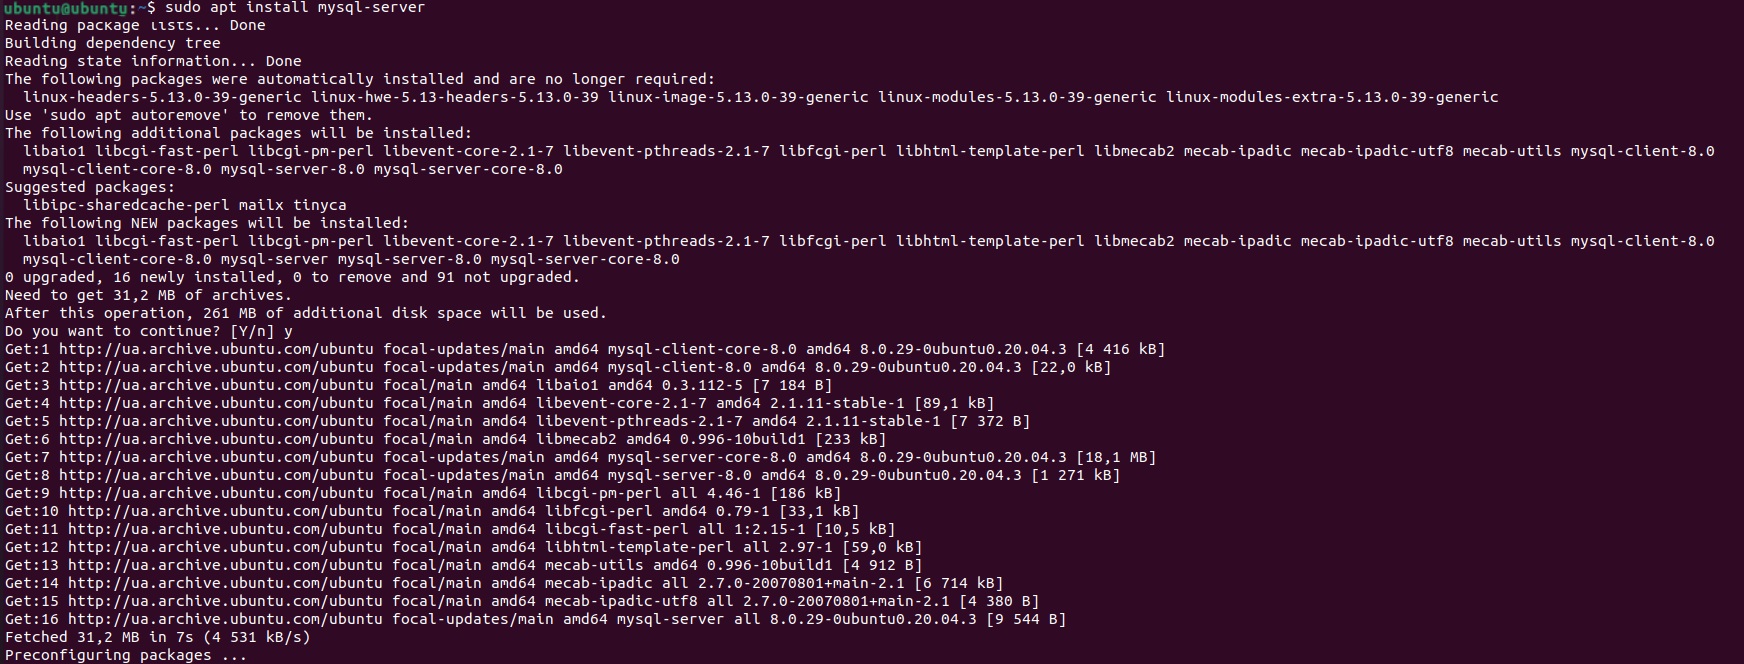 ubuntu@ubuntu:~$ sudo apt install mysql-server
Reading package lists... Done
Building dependency tree
Reading state information... Done
The following packages were automatically installed and are no longer required:
  linux-headers-5.13.0-39-generic linux-hwe-5.13-headers-5.13.0-39 linux-image-5.13.0-39-generic linux-modules-5.13.0-39-generic linux-modules-extra-5.13.0-39-generic
Use 'sudo apt autoremove' to remove them.
The following additional packages will be installed:
  libaio1 libcgi-fast-perl libcgi-pm-perl libevent-core-2.1-7 libevent-pthreads-2.1-7 libfcgi-perl libhtml-template-perl libmecab2 mecab-ipadic mecab-ipadic-utf8 mecab-utils mysql-client-8.0
  mysql-client-core-8.0 mysql-server-8.0 mysql-server-core-8.0
Suggested packages:
  libipc-sharedcache-perl mailx tinyca
The following NEW packages will be installed:
  libaio1 libcgi-fast-perl libcgi-pm-perl libevent-core-2.1-7 libevent-pthreads-2.1-7 libfcgi-perl libhtml-template-perl libmecab2 mecab-ipadic mecab-ipadic-utf8 mecab-utils mysql-client-8.0
  mysql-client-core-8.0 mysql-server mysql-server-8.0 mysql-server-core-8.0
0 upgraded, 16 newly installed, 0 to remove and 91 not upgraded.
Need to get 31,2 MB of archives.
After this operation, 261 MB of additional disk space will be used.
Do you want to continue? [Y/n] y
Get:1 http://ua.archive.ubuntu.com/ubuntu focal-updates/main amd64 mysql-client-core-8.0 amd64 8.0.29-0ubuntu0.20.04.3 [4 416 kB]
Get:2 http://ua.archive.ubuntu.com/ubuntu focal-updates/main amd64 mysql-client-8.0 amd64 8.0.29-0ubuntu0.20.04.3 [22,0 kB]
Get:3 http://ua.archive.ubuntu.com/ubuntu focal/main amd64 libaio1 amd64 0.3.112-5 [7 184 B]
Get:4 http://ua.archive.ubuntu.com/ubuntu focal/main amd64 libevent-core-2.1-7 amd64 2.1.11-stable-1 [89,1 kB]
Get:5 http://ua.archive.ubuntu.com/ubuntu focal/main amd64 libevent-pthreads-2.1-7 amd64 2.1.11-stable-1 [7 372 B]
Get:6 http://ua.archive.ubuntu.com/ubuntu focal/main amd64 libmecab2 amd64 0.996-10build1 [233 kB]
Get:7 http://ua.archive.ubuntu.com/ubuntu focal-updates/main amd64 mysql-server-core-8.0 amd64 8.0.29-0ubuntu0.20.04.3 [18,1 MB]
Get:8 http://ua.archive.ubuntu.com/ubuntu focal-updates/main amd64 mysql-server-8.0 amd64 8.0.29-0ubuntu0.20.04.3 [1 271 kB]
Get:9 http://ua.archive.ubuntu.com/ubuntu focal/main amd64 libcgi-pm-perl all 4.46-1 [186 kB]
Get:10 http://ua.archive.ubuntu.com/ubuntu focal/main amd64 libfcgi-perl amd64 0.79-1 [33,1 kB]
Get:11 http://ua.archive.ubuntu.com/ubuntu focal/main amd64 libcgi-fast-perl all 1:2.15-1 [10,5 kB]
Get:12 http://ua.archive.ubuntu.com/ubuntu focal/main amd64 libhtml-template-perl all 2.97-1 [59,0 kB]
Get:13 http://ua.archive.ubuntu.com/ubuntu focal/main amd64 mecab-utils amd64 0.996-10build1 [4 912 B]
Get:14 http://ua.archive.ubuntu.com/ubuntu focal/main amd64 mecab-ipadic all 2.7.0-20070801+main-2.1 [6 714 kB]
Get:15 http://ua.archive.ubuntu.com/ubuntu focal/main amd64 mecab-ipadic-utf8 all 2.7.0-20070801+main-2.1 [4 380 B]
Get:16 http://ua.archive.ubuntu.com/ubuntu focal-updates/main amd64 mysql-server all 8.0.29-0ubuntu0.20.04.3 [9 544 B]
Fetched 31,2 MB in 7s (4 531 kB/s)
Preconfiguring packages ...